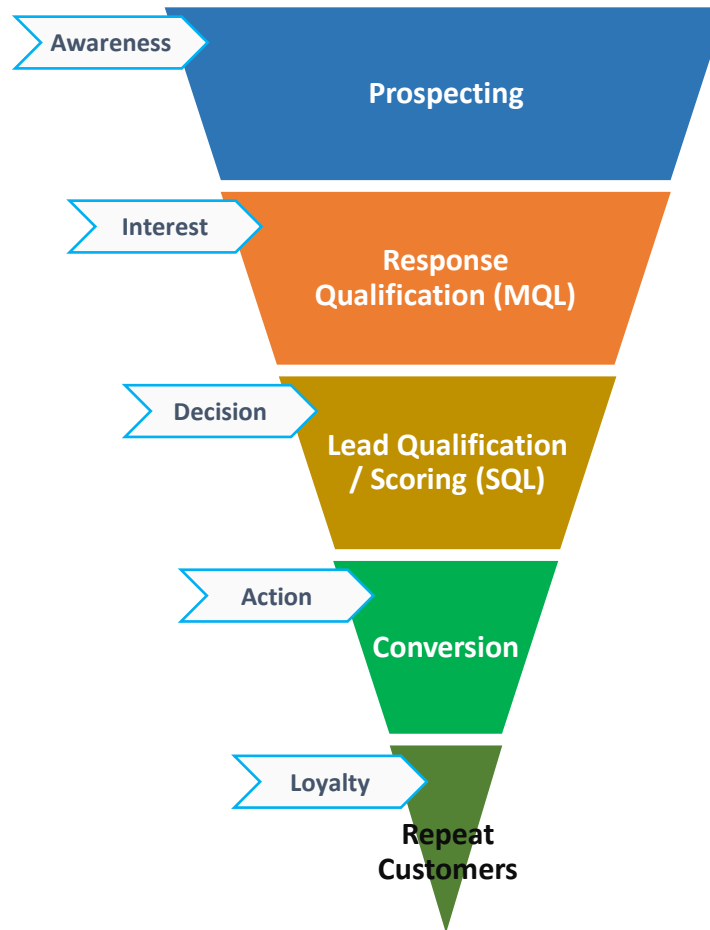 Awareness
Prospecting
Interest
Response
Qualification (MQL)
Decision
Lead Qualification
/ Scoring (SQL)
Action
Conversion
Loyalty
Repeat
Customers